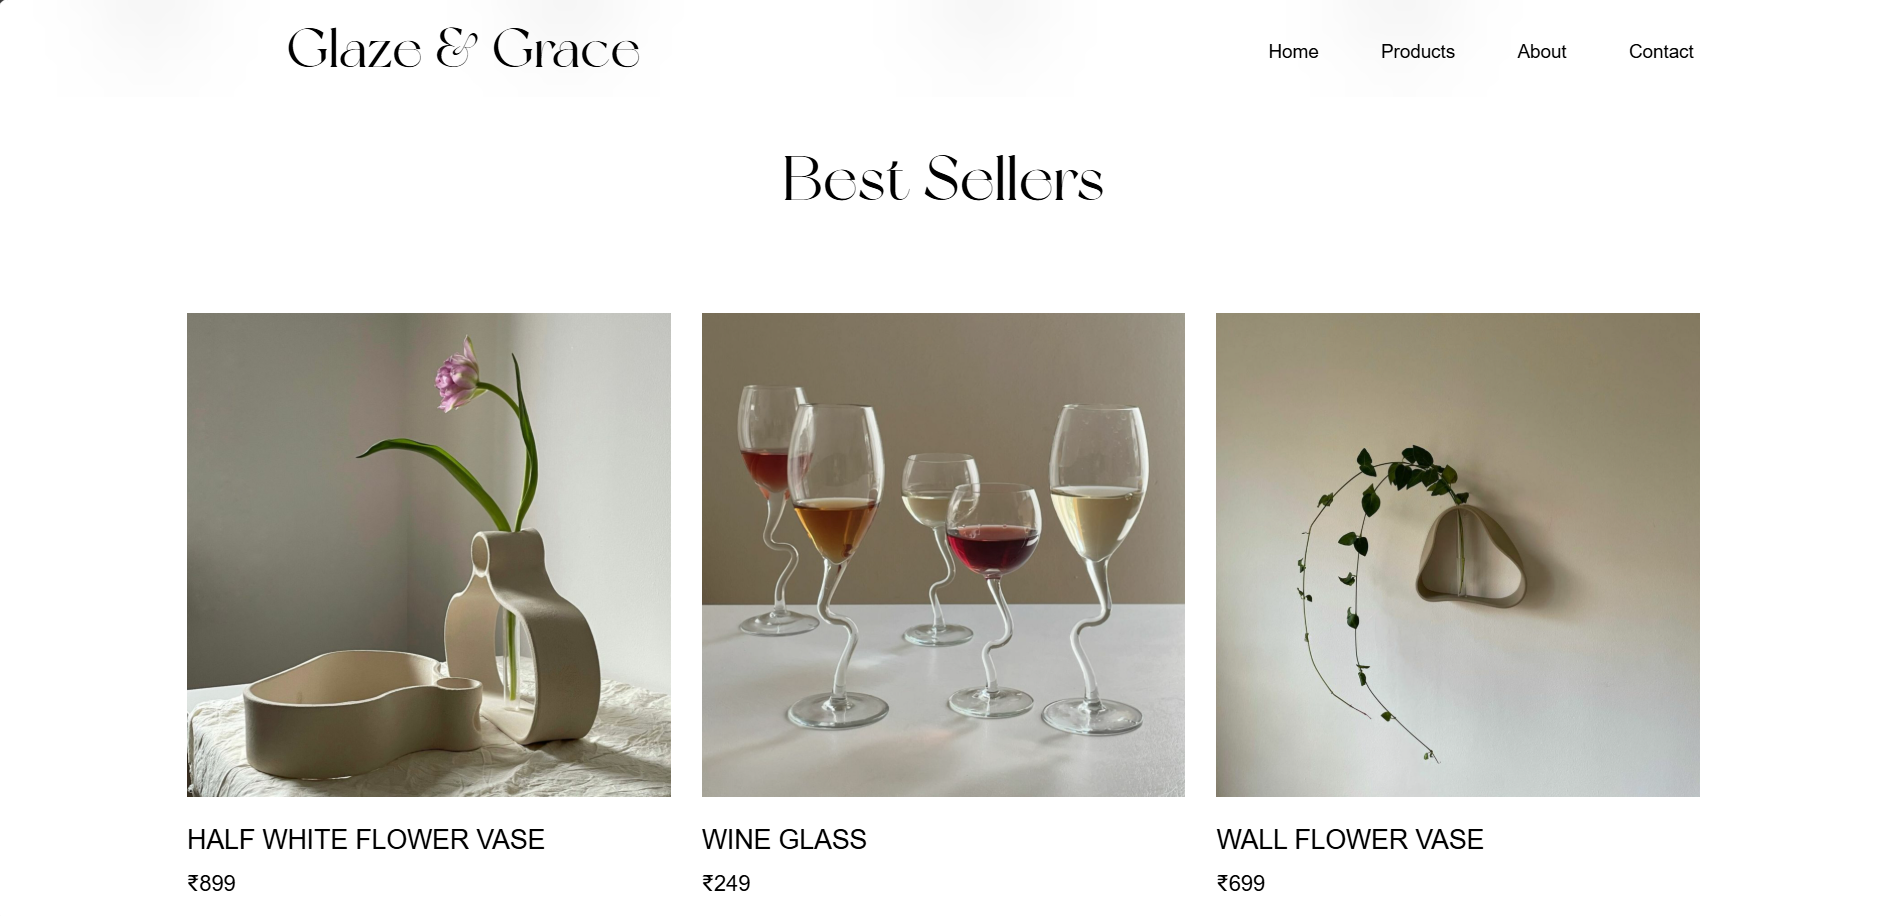 Glaze & Grace
Home Products About Contact
Best Sellers
HALF WHITE FLOWER VASE
₹899
WINE GLASS
₹249
WALL FLOWER VASE
₹699